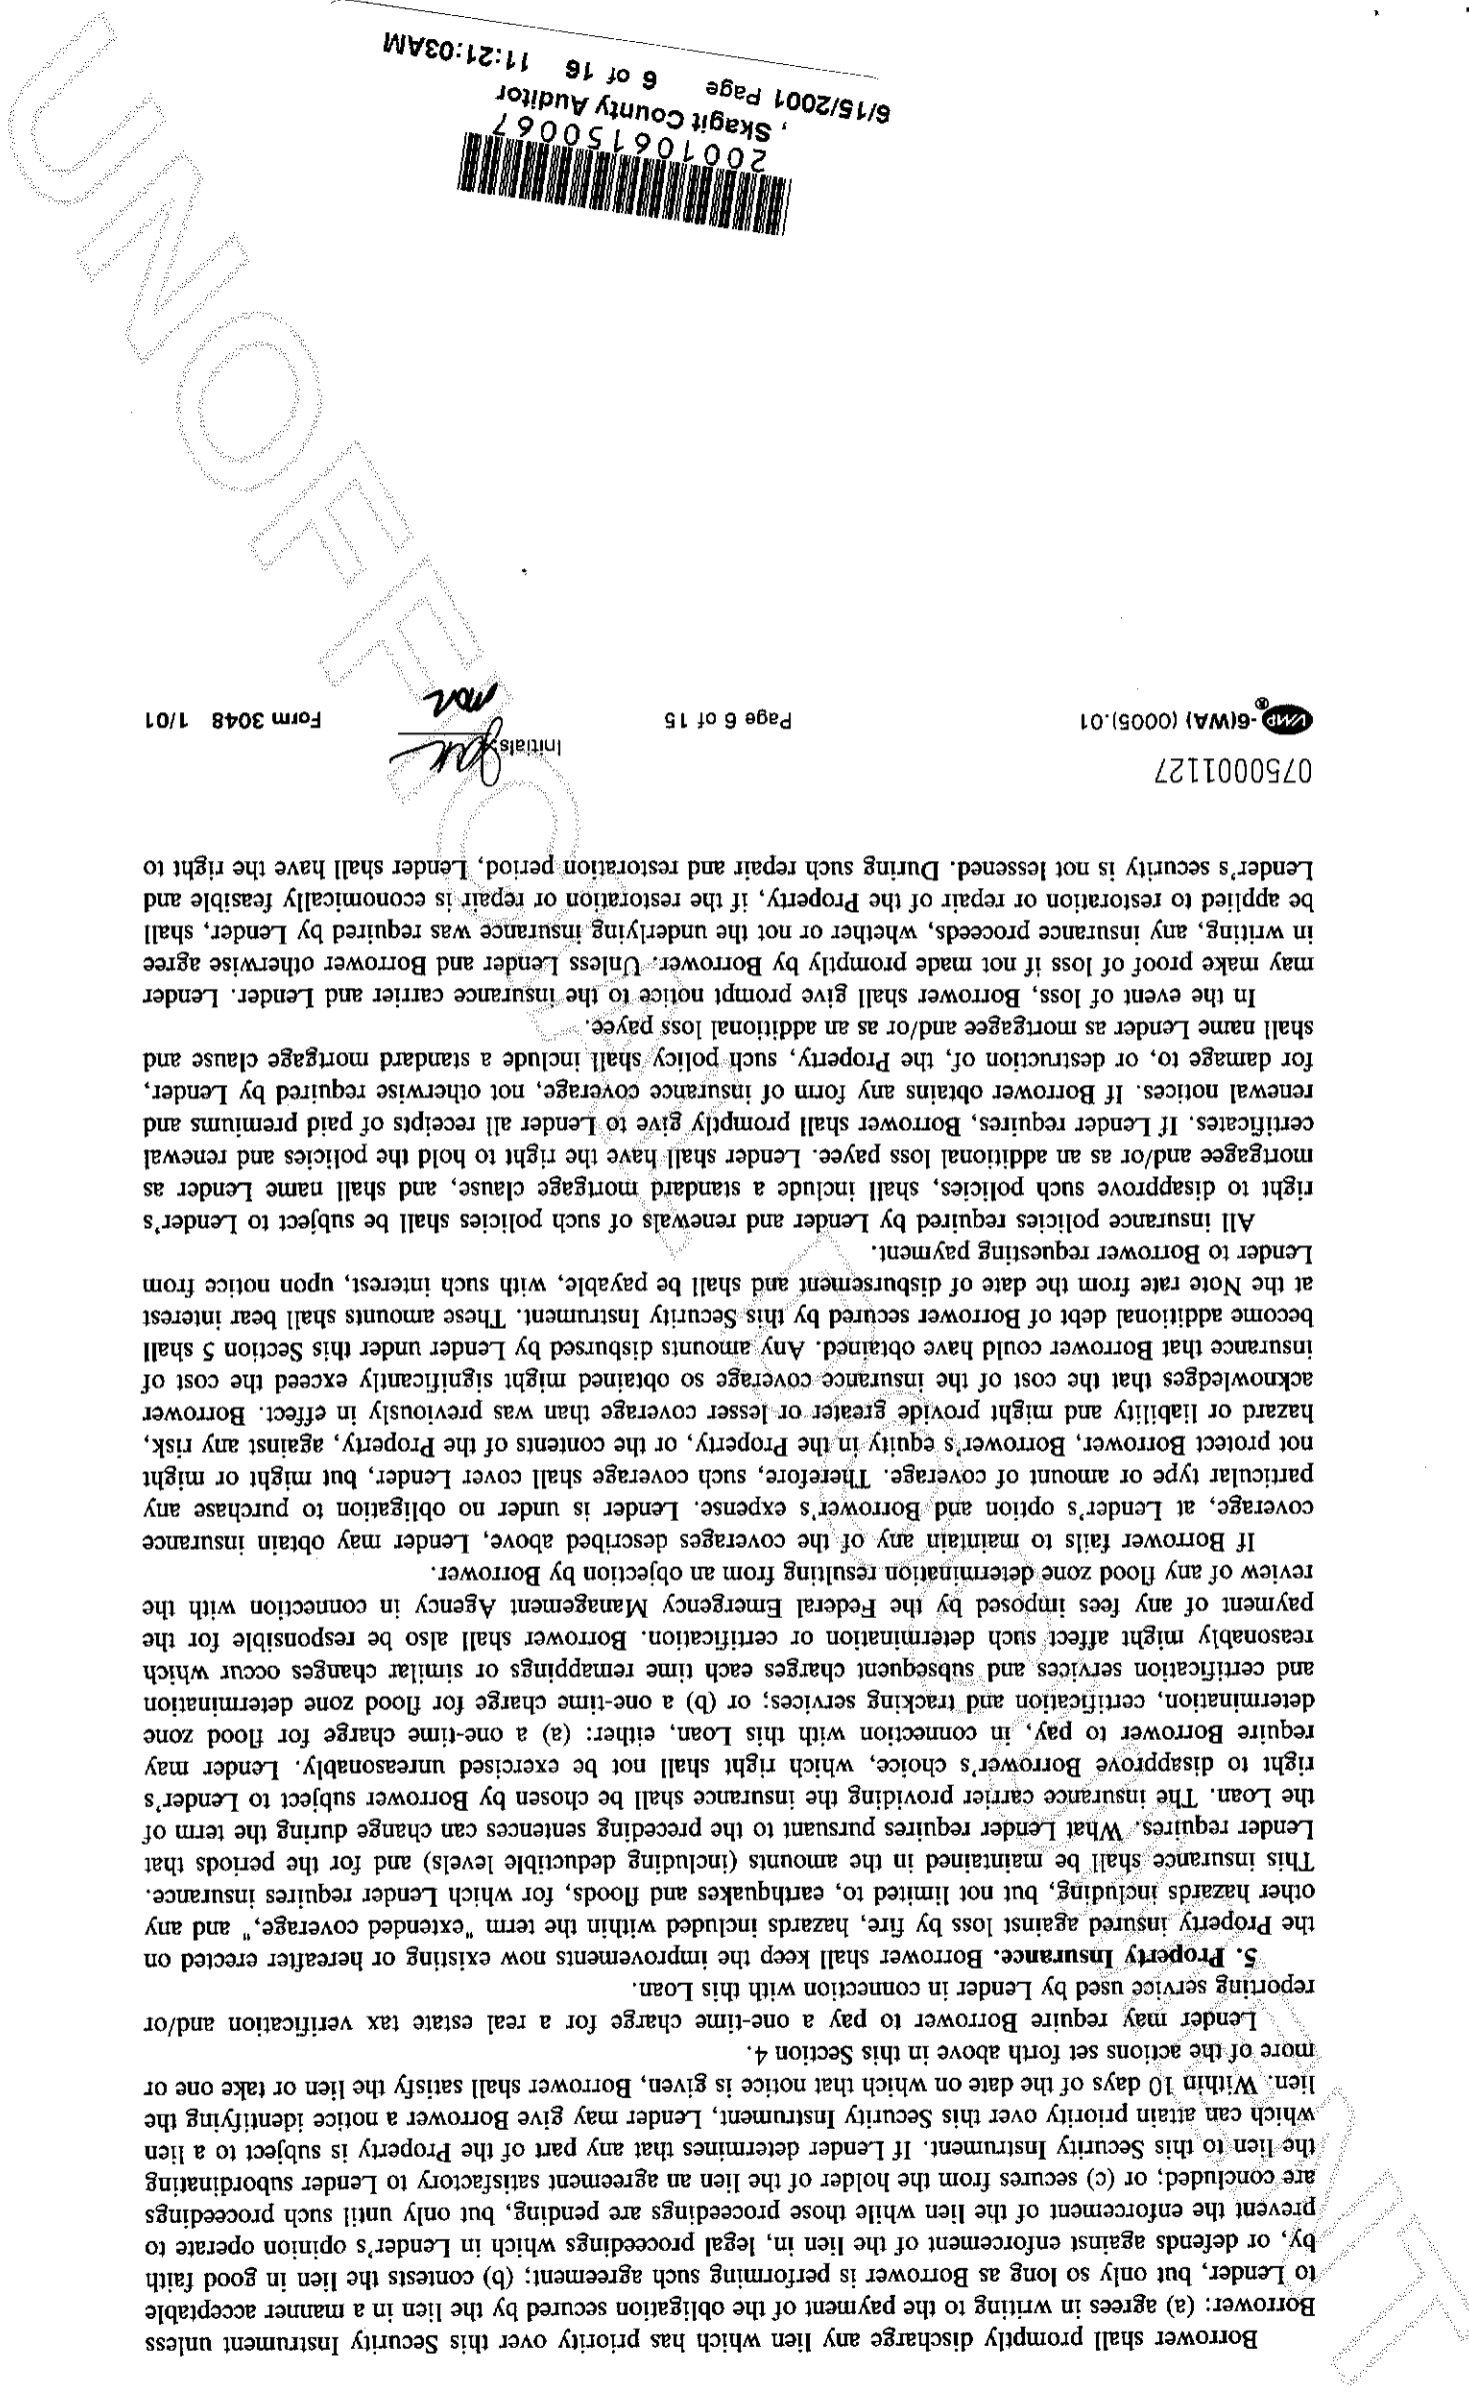 Borrower shall promptly discharge any lien which has priority over this Security Instrument unless
Borrower: (a) agrees in writing to the payment of the obligation secured by the lien in a manner acceptable
to Lender, but only so long as Borrower is performing such agreement; (b) contests the lien in good faith
by, or defends against enforcement of the lien in, legal proceedings which in Lender's opinion operate to
prevent the enforcement of the lien while those proceedings are pending, but only until such proceedings
are concluded; or (c) secures from the holder of the lien an agreement satisfactory to Lender subordinating
the lien to this Security Instrument. If Lender determines that any part of the Property is subject to a lien
which can attain priority over this Security Instrument, Lender may give Borrower a notice identifying the
lien. Within 10 days of the date on which that notice is given, Borrower shall satisfy the lien or take one or
more of the actions set forth above in this Section 4.
Lender may require Borrower to pay a one-time charge for a real estate tax verification and/or
reporting service used by Lender in connection with this Loan.
5. Property Insurance. Borrower shall keep the improvements now existing or hereafter erected on
the Property insured against loss by fire, hazards included within the term "extended coverage," and any
other hazards including, but not limited to, earthquakes and floods, for which Lender requires insurance.
This insurance shall be maintained in the amounts (including deductible levels) and for the periods that
Lender requires. What Lender requires pursuant to the preceding sentences can change during the term of
the Loan. The insurance carrier providing the insurance shall be chosen by Borrower subject to Lender's
right to disapprove Borrower's choice, which right shall not be exercised unreasonably. Lender may
require Borrower to pay, in connection with this Loan, either: (a) a one-time charge for flood zone
determination, certification and tracking services; or (b) a one-time charge for flood zone determination
and certification services and subsequent charges each time remappings or similar changes occur which
reasonably might affect such determination or certification. Borrower shall also be responsible for the
payment of any fees imposed by the Federal Emergency Management Agency in connection with the
review of any flood zone determination resulting from an objection by Borrower.
If Borrower fails to maintain any of the coverages described above, Lender may obtain insurance
coverage, at Lender's option and Borrower's expense. Lender is under no obligation to purchase any
particular type or amount of coverage. Therefore, such coverage shall cover Lender, but might or might
not protect Borrower, Borrower's equity in the Property, or the contents of the Property, against any risk,
hazard or liability and might provide greater or lesser coverage than was previously in effect. Borrower
acknowledges that the cost of the insurance coverage so obtained might significantly exceed the cost of
insurance that Borrower could have obtained. Any amounts disbursed by Lender under this Section 5 shall
become additional debt of Borrower secured by this Security Instrument. These amounts shall bear interest
at the Note rate from the date of disbursement and shall be payable, with such interest, upon notice from
Lender to Borrower requesting payment.
All insurance policies required by Lender and renewals of such policies shall be subject to Lender's
right to disapprove such policies, shall include a standard mortgage clause, and shall name Lender as
mortgagee and/or as an additional loss payee. Lender shall have the right to hold the policies and renewal
certificates. If Lender requires, Borrower shall promptly give to Lender all receipts of paid premiums and
renewal notices. If Borrower obtains any form of insurance coverage, not otherwise required by Lender,
for damage to, or destruction of, the Property, such policy shall include a standard mortgage clause and
shall name Lender as mortgagee and/or as an additional loss payee.
In the event of loss, Borrower shall give prompt notice to the insurance carrier and Lender. Lender
may make proof of loss if not made promptly by Borrower. Unless Lender and Borrower otherwise agree
in writing, any insurance proceeds, whether or not the underlying insurance was required by Lender, shall
be applied to restoration or repair of the Property, if the restoration or repair is economically feasible and
Lender's security is not lessened. During such repair and restoration period, Lender shall have the right to
0750001127
Initials:
VMP®-6(WA) (0005).01 Page 6 of 15 Form 3048 1/01
200106150067
, Skagit County Auditor
6/15/2001 Page 6 of 16 11:21:03AM
UNOFFICIAL DOCUMENT